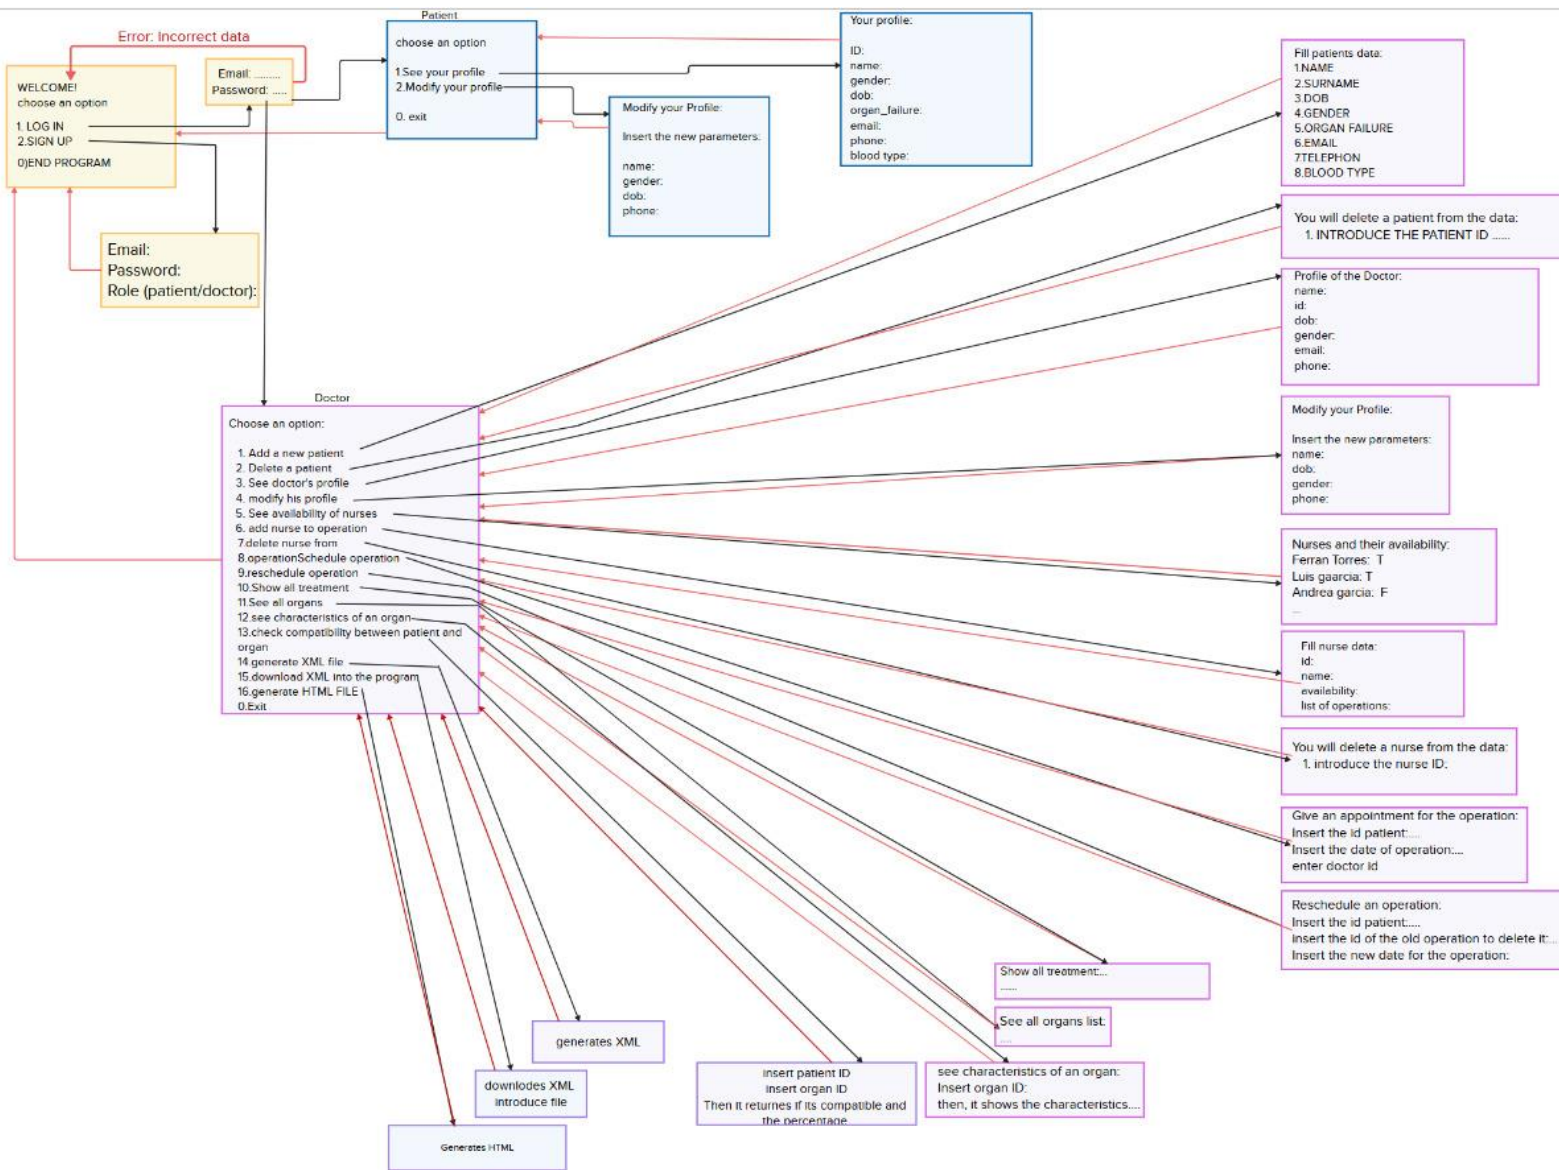 Error: Incorrect data
WELCOME!
choose an option
1. LOG IN
2.SIGN UP
0)END PROGRAM
Email: .........
Password: .....
Email:
Password:
Role (patient/doctor):
Patient
choose an option
1.See your profile
2.Modify your profile
0. exit
Modify your Profile:
Insert the new parameters:
name:
gender:
dob:
phone:
Your profile:
ID:
name:
gender:
dob:
organ_failure:
email:
phone:
blood type:
Doctor
Choose an option:
1. Add a new patient
2. Delete a patient
3. See doctor's profile
4. modify his profile
5. See availability of nurses
6. add nurse to operation
7.delete nurse from
8.operationSchedule operation
9.reschedule operation
10.Show all treatment
11.See all organs
12.see characteristics of an organ
13.check compatibility between patient and
organ
14.generate XML file
15.download XML into the program
16.generate HTML FILE
0.Exit
Fill patients data:
1.NAME
2.SURNAME
3.DOB
4.GENDER
5.ORGAN FAILURE
6.EMAIL
7.TELEPHON
8.BLOOD TYPE
You will delete a patient from the data:
1. INTRODUCE THE PATIENT ID ......
Profile of the Doctor:
name:
id:
dob:
gender:
email:
phone:
Modify your Profile:
Insert the new parameters:
name:
dob:
gender:
phone:
Nurses and their availability:
Ferran Torres: T
Luis gaarcia: T
Andrea garcia: F
...
Fill nurse data:
id:
name:
availability:
list of operations:
You will delete a nurse from the data:
1. introduce the nurse ID:
Give an appointment for the operation:
Insert the id patient:....
Insert the date of operation:...
enter doctor id
Reschedule an operation:
Insert the id patient:.....
insert the id of the old operation to delete it:...
Insert the new date for the operation:
Show all treatment:...
......
See all organs list:
....
see characteristics of an organ:
Insert organ ID:
then, it shows the characteristics....
insert patient ID
insert organ ID
Then it returnes if its compatible and
the percentage
generates XML
downlodes XML
introduce file
Generates HTML